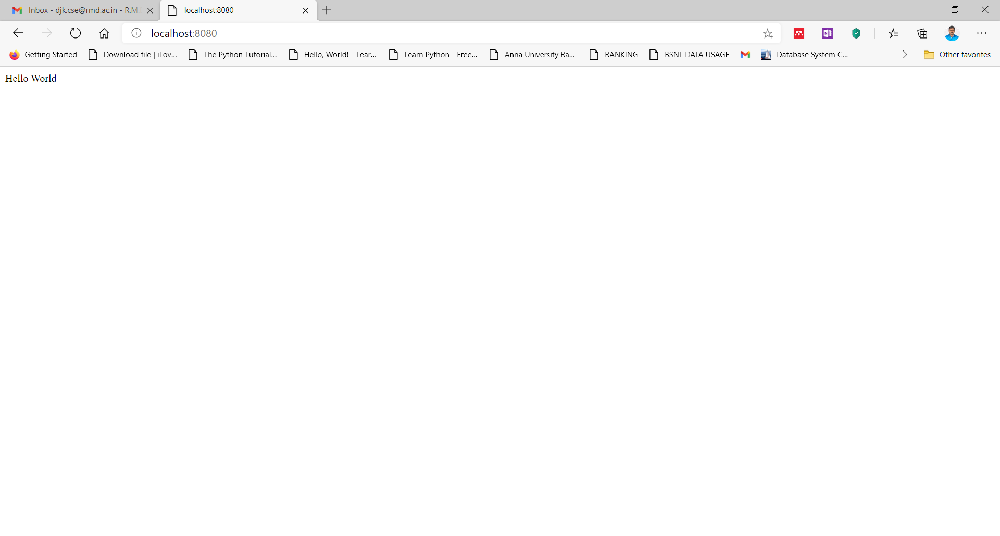 Inbox - djk.cse@rmd.ac.in - R.M. localhost:8080
localhost:8080
Getting Started Download file | iLov... The Python Tutorial... Hello, World! - Lear... Learn Python - Free... Anna University Ra... RANKING BSNL DATA USAGE Database System C... Other favorites
Hello World